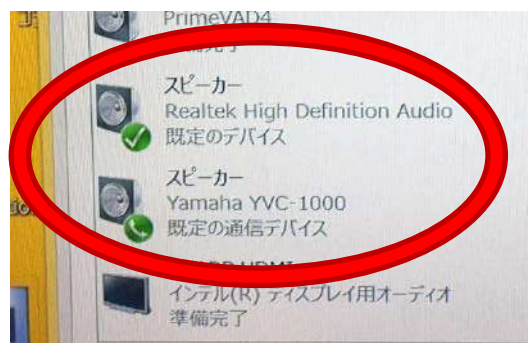 PrimeVAD4
スピーカー
Realtek High Definition Audio
既定のデバイス
スピーカー
Yamaha YVC-1000
既定の通信デバイス
インテル(R) ディスプレイ用オーディオ
準備完了